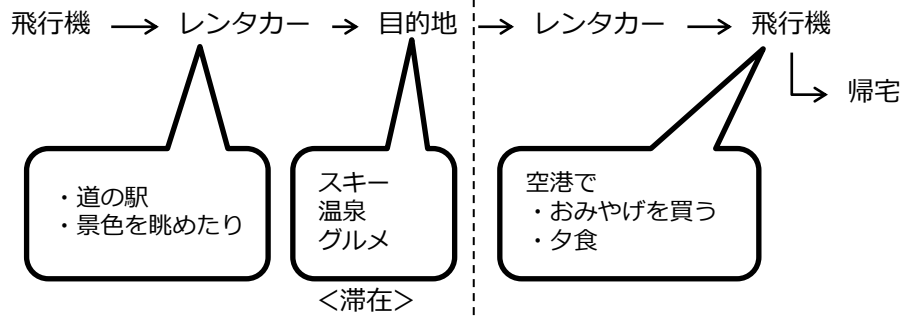 飛行機 → レンタカー → 目的地 → レンタカー → 飛行機
帰宅
・道の駅
・景色を眺めたり
スキー
温泉
グルメ
空港で
・おみやげを買う
・夕食
＜滞在＞